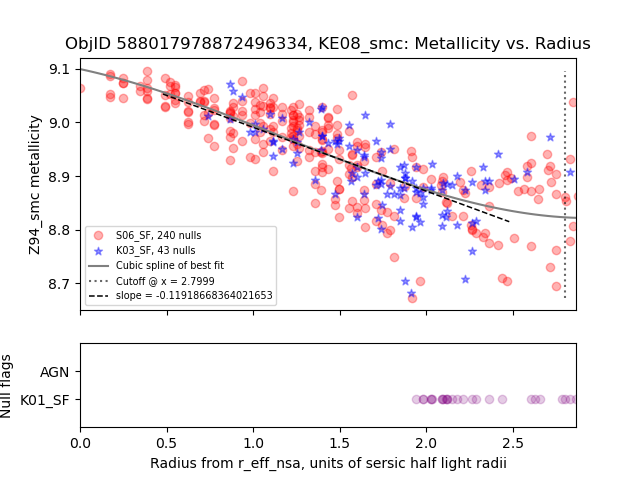 ObjID 588017978872496334, KE08_smc: Metallicity vs. Radius
Z94_smc metallicity
9.1
9.0
8.9
8.8
8.7
S06_SF, 240 nulls
K03_SF, 43 nulls
Cubic spline of best fit
Cutoff @ x = 2.7999
slope = -0.11918668364021653
Null flags
AGN
K01_SF
0.0 0.5 1.0 1.5 2.0 2.5
Radius from r_eff_nsa, units of sersic half light radii